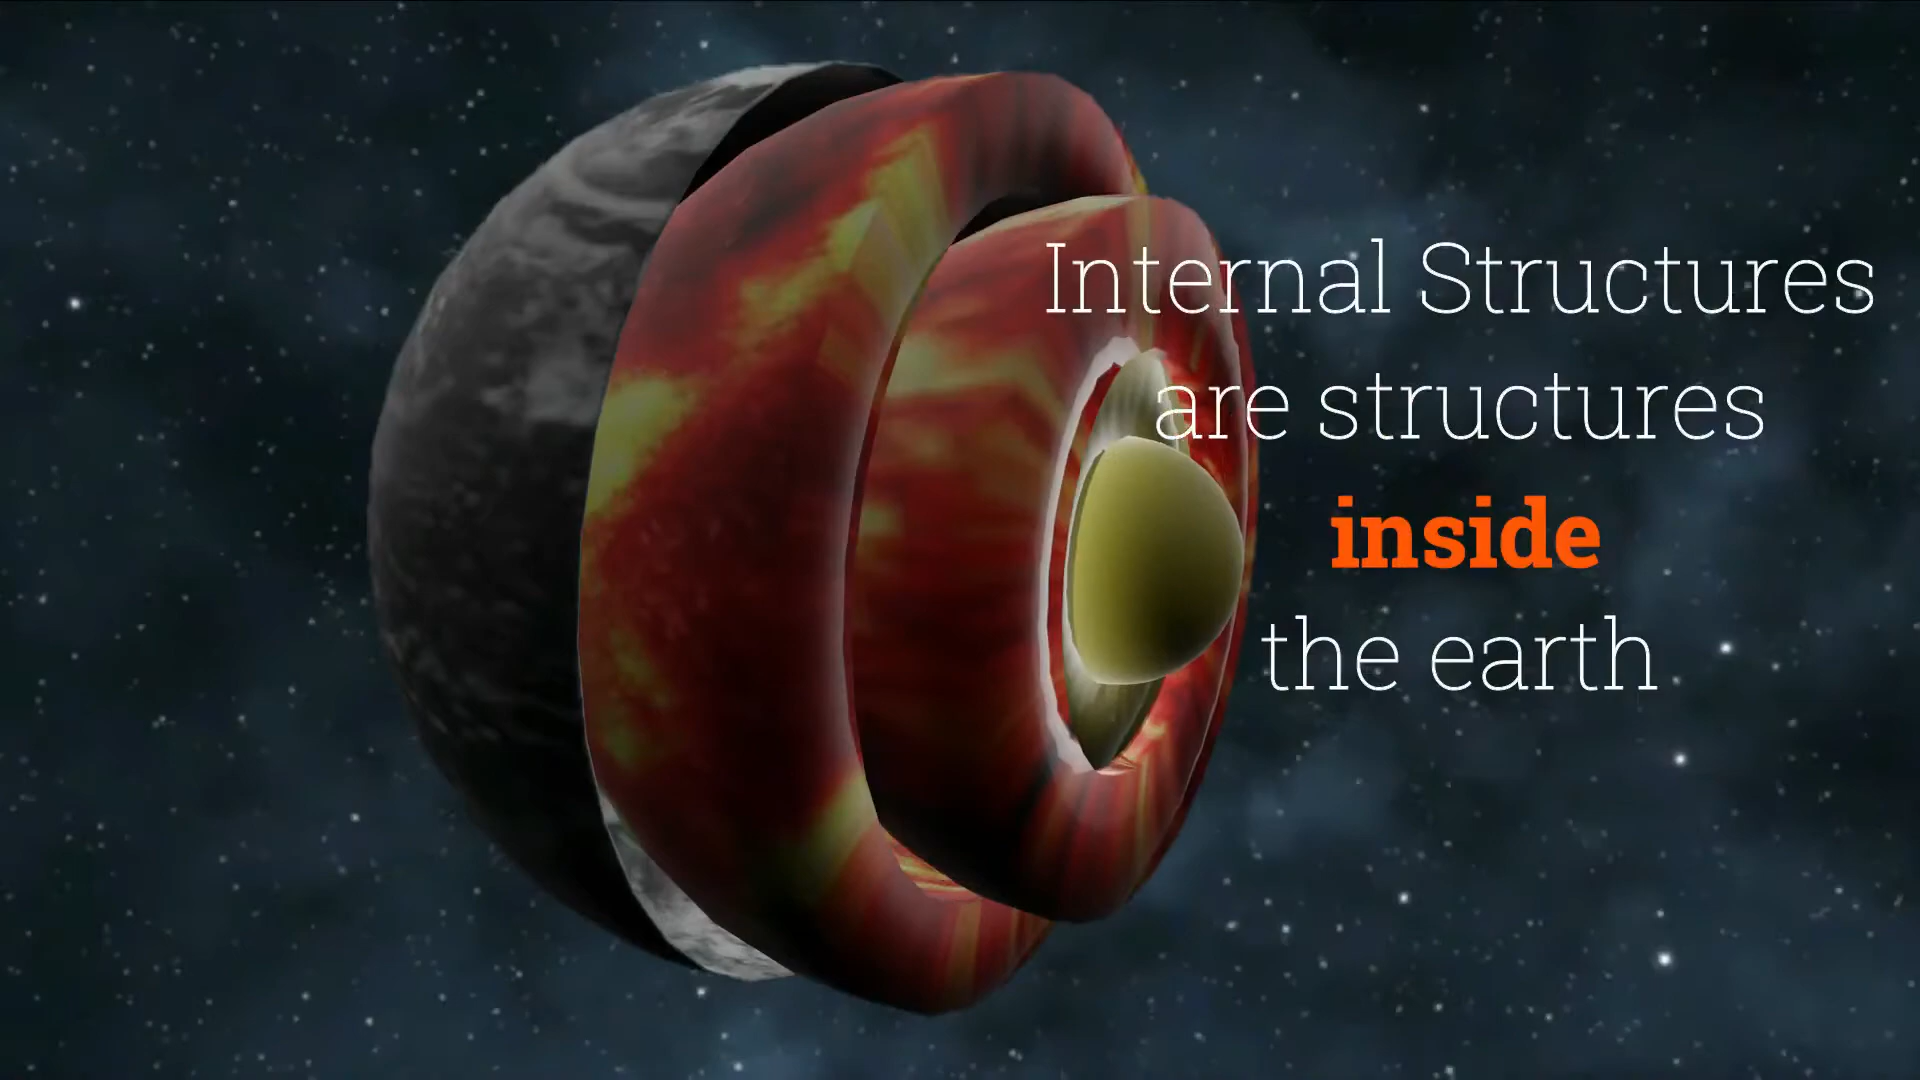 Internal Structures
are structures
inside
the earth